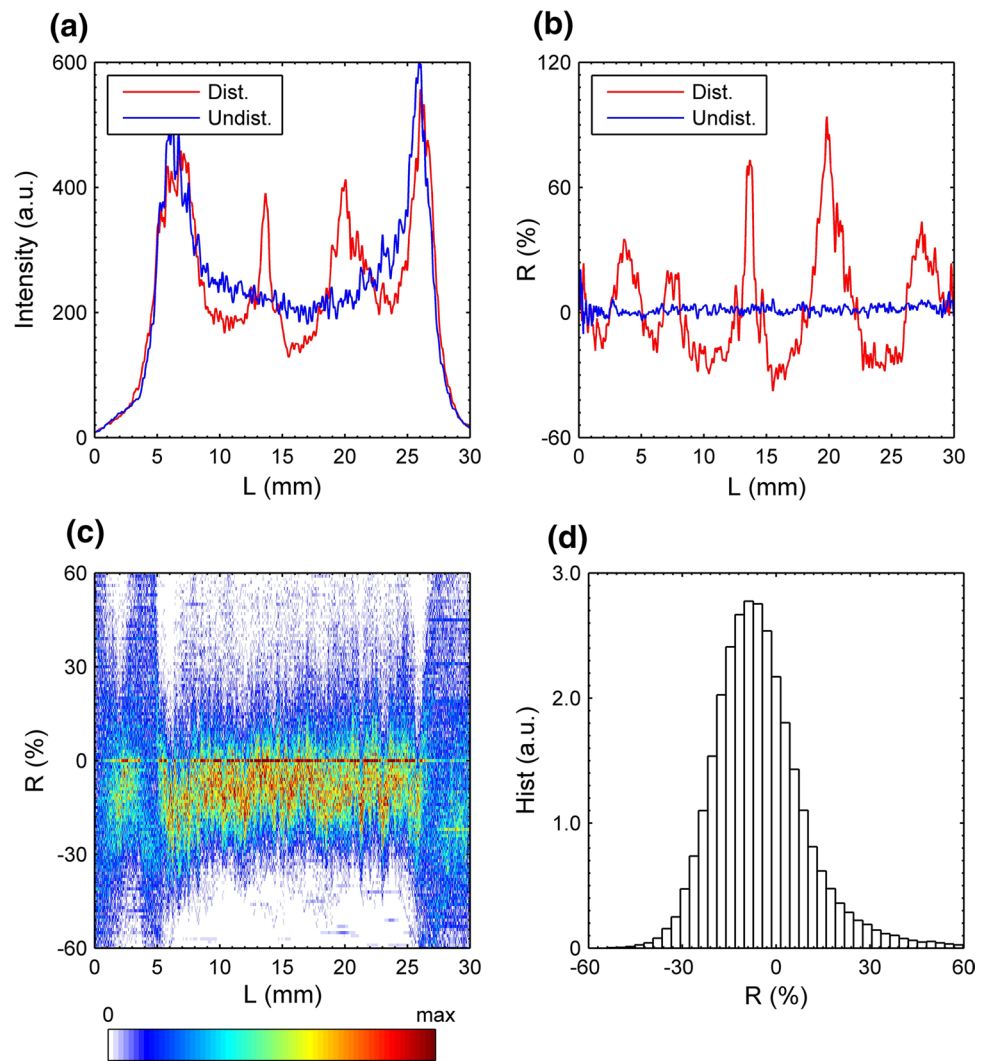 (a)
600
400
200
0
Intensity (a.u.)
Dist.
Undist.
0 5 10 15 20 25 30
L (mm)
(b)
120
60
0
-60
R (%)
Dist.
Undist.
0 5 10 15 20 25 30
L (mm)
(c)
60
30
0
-30
-60
R (%)
0 5 10 15 20 25 30
L (mm)
0 max
(d)
3.0
2.0
1.0
0
Hist (a.u.)
-60 -30 0 30 60
R (%)